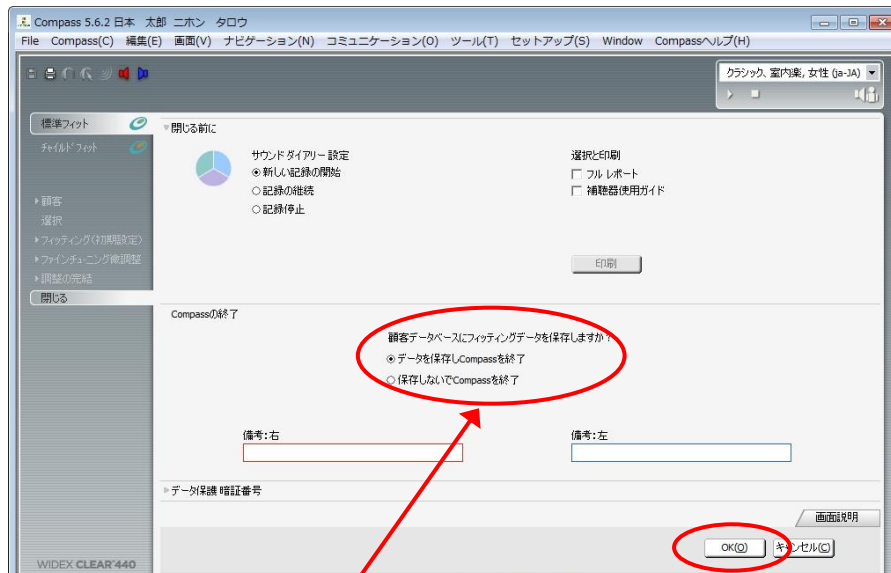 Compass 5.6.2 日本 太郎 ニホン タロウ
File Compass(C) 編集(E) 画面(V) ナビゲーション(N) コミュニケーション(O) ツール(T) セットアップ(S) Window Compassヘルプ(H)
クラシック、室内楽, 女性 (ja-JA)
標準フィット
チャイルドフィット
閉じる前に
サウンド ダイアリー 設定
選択と印刷
新しい記録の開始
フル レポート
記録の継続
補聴器使用ガイド
記録停止
顧客
選択
フィッティング(初期設定)
ファインチューニング微調整
調整の完結
印刷
閉じる
Compassの終了
顧客データベースにフィッティングデータを保存しますか?
データを保存しCompassを終了
保存しないでCompassを終了
備考:右
備考:左
データ保護 暗証番号
画面説明
OK(O)
キャンセル(C)
WIDEX CLEAR™440